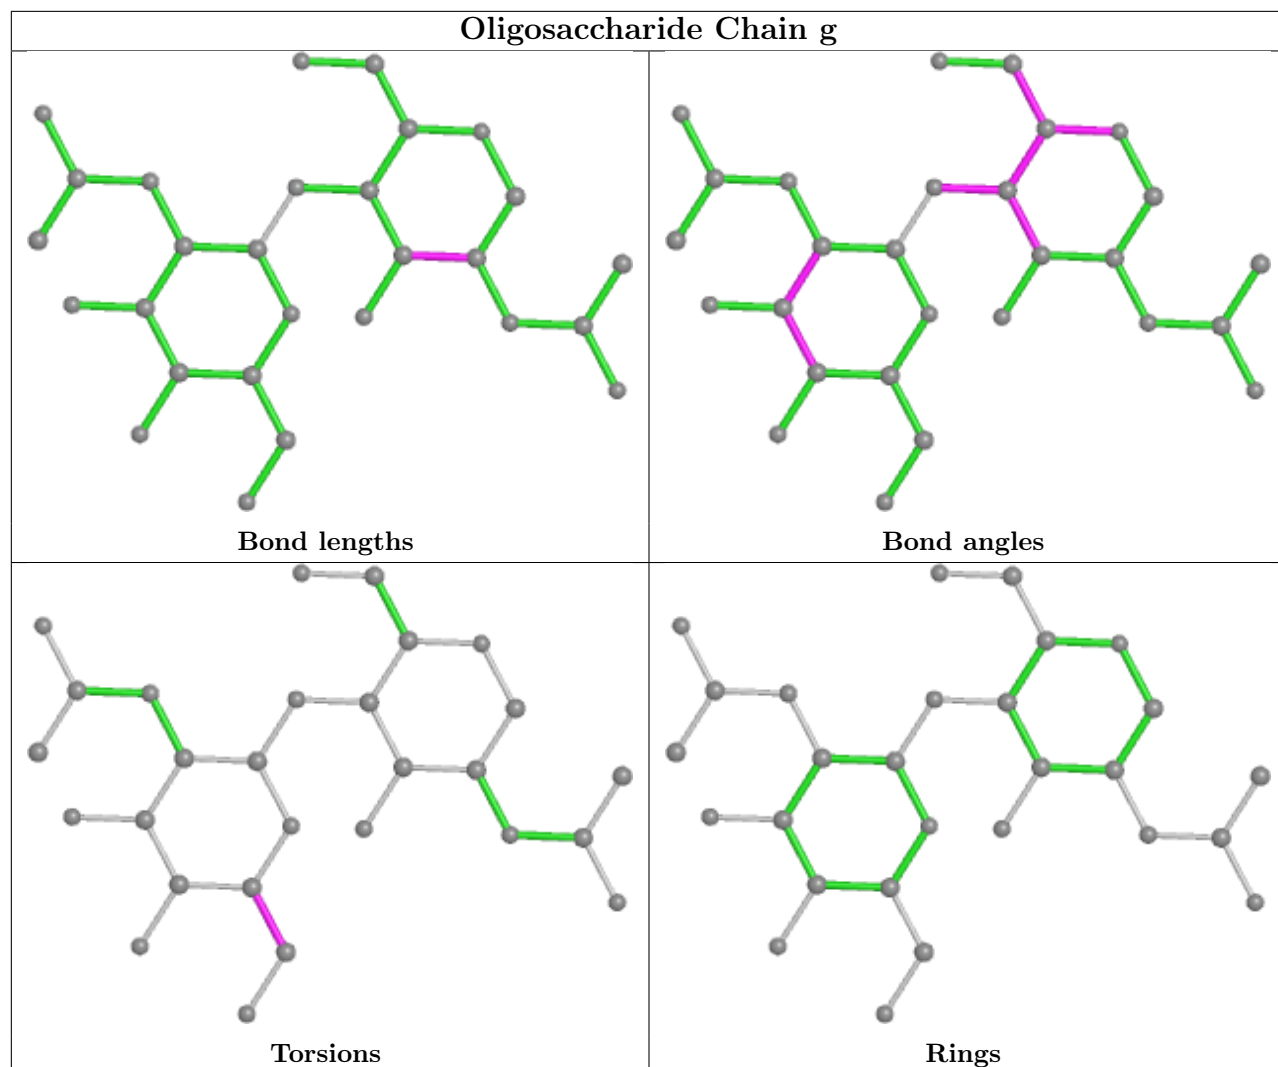 Oligosaccharide Chain g
Bond lengths
Bond angles
Torsions
Rings